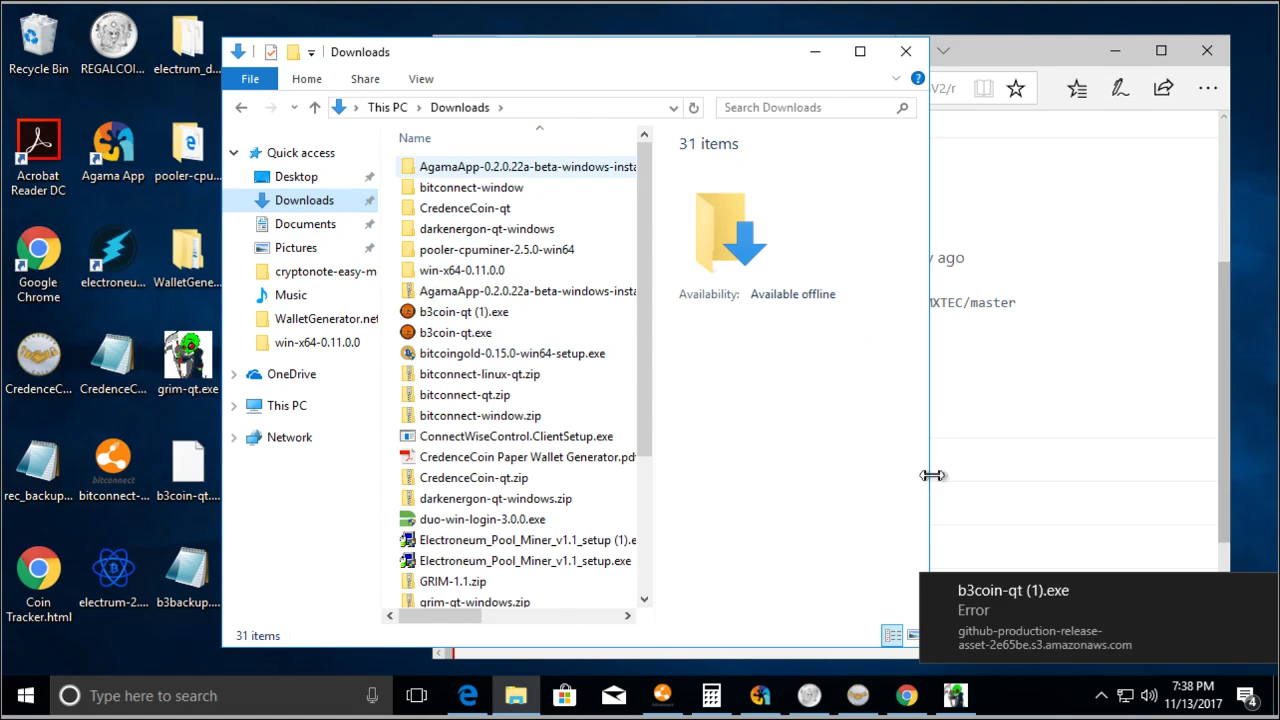 Recycle Bin
REGALCOI...
electrum_d...
Acrobat
Reader DC
Agama App
pooler-cpu...
Google
Chrome
electroneu...
WalletGene...
CredenceC...
CredenceC...
grim-qt.exe
rec_backup...
bitconnect
bitconnect-...
b3coin-qt....
Coin
Tracker.html
electrum-2....
b3backup....
Downloads
File
Home
Share
View
This PC
Downloads
Search Downloads
Quick access
Desktop
Downloads
Documents
Pictures
cryptonote-easy-m
Music
WalletGenerator.net
win-x64-0.11.0.0
OneDrive
This PC
Network
Name
AgamaApp-0.2.0.22a-beta-windows-insta
bitconnect-window
CredenceCoin-qt
darkenergon-qt-windows
pooler-cpuminer-2.5.0-win64
win-x64-0.11.0.0
AgamaApp-0.2.0.22a-beta-windows-insta
b3coin-qt (1).exe
b3coin-qt.exe
bitcoingold-0.15.0-win64-setup.exe
bitconnect-linux-qt.zip
bitconnect-qt.zip
bitconnect-window.zip
ConnectWiseControl.ClientSetup.exe
CredenceCoin Paper Wallet Generator.pd
CredenceCoin-qt.zip
darkenergon-qt-windows.zip
duo-win-login-3.0.0.exe
Electroneum_Pool_Miner_v1.1_setup (1).e
Electroneum_Pool_Miner_v1.1_setup.exe
GRIM-1.1.zip
grim-qt-windows.zip
31 items
Availability: Available offline
31 items
V2/r
ago
MXTEC/master
b3coin-qt (1).exe
Error
github-production-release-
asset-2e65be.s3.amazonaws.com
Type here to search
7:38 PM
11/13/2017
4